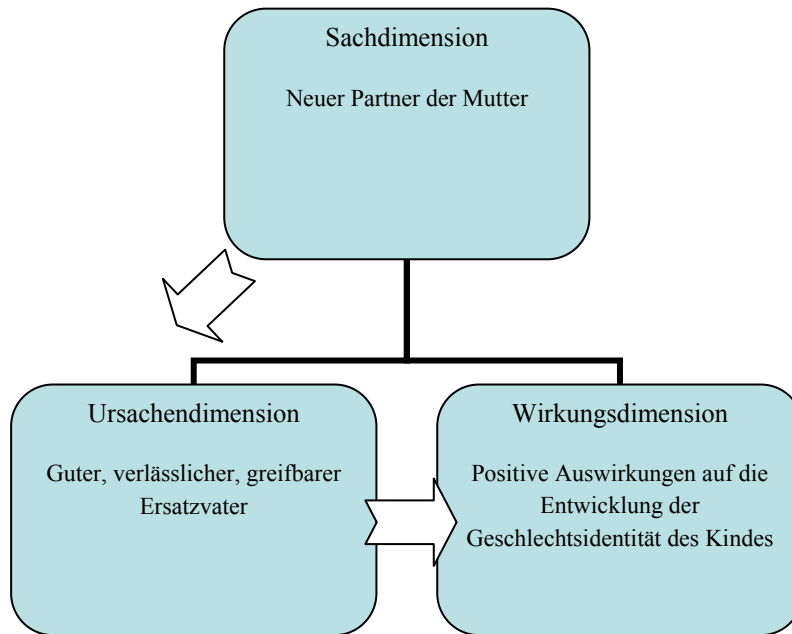 Sachdimension
Neuer Partner der Mutter
Ursachendimension
Guter, verlässlicher, greifbarer
Ersatzvater
Wirkungsdimension
Positive Auswirkungen auf die
Entwicklung der
Geschlechtsidentität des Kindes